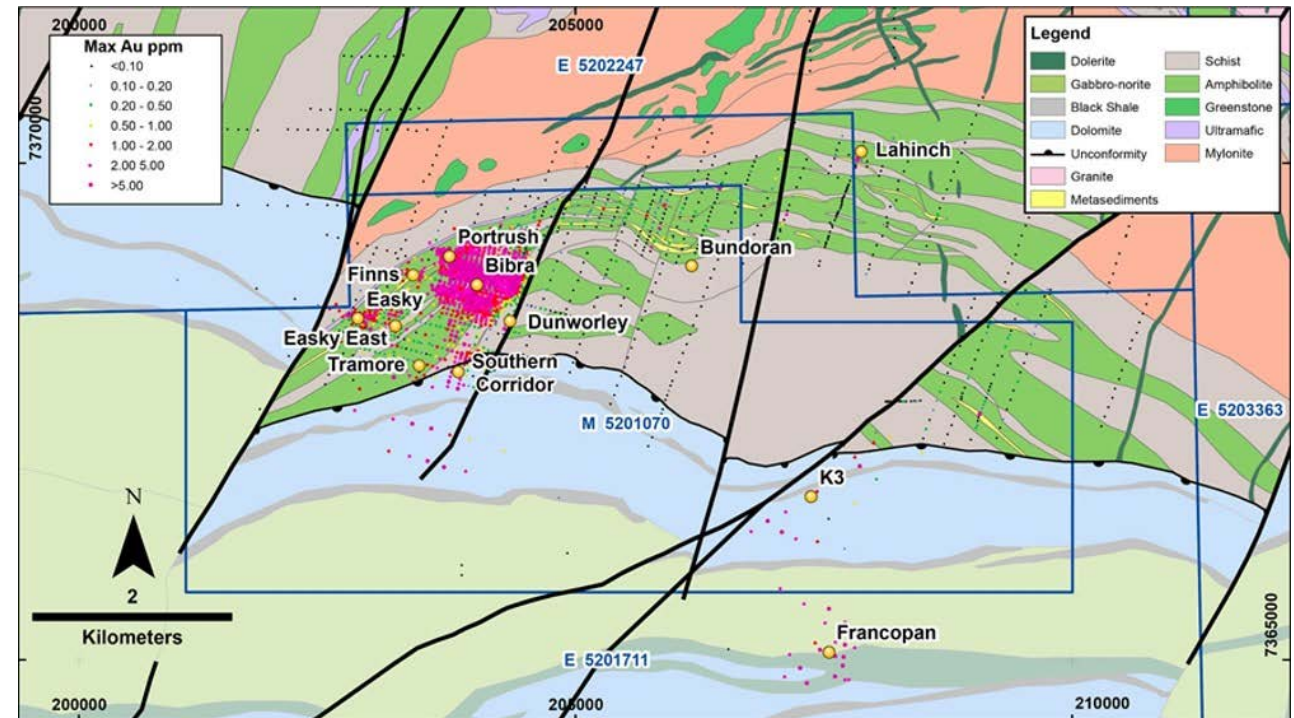 200000
205000
Max Au ppm
<0.10
0.10 - 0.20
0.20 - 0.50
0.50 - 1.00
1.00 - 2.00
2.00 5.00
>5.00
7370000
E 5202247
Legend
Dolerite
Gabbro-norite
Black Shale
Dolomite
Unconformity
Granite
Metasediments
Schist
Amphibolite
Greenstone
Ultramafic
Mylonite
Lahinch
Portrush
Bibra
Bundoran
Finns
Easky
Easky East
Dunworley
Tramore
Southern
Corridor
M 5201070
E 5203363
K3
N
2
Kilometers
Francopan
E 5201711
7365000
200000
205000
210000